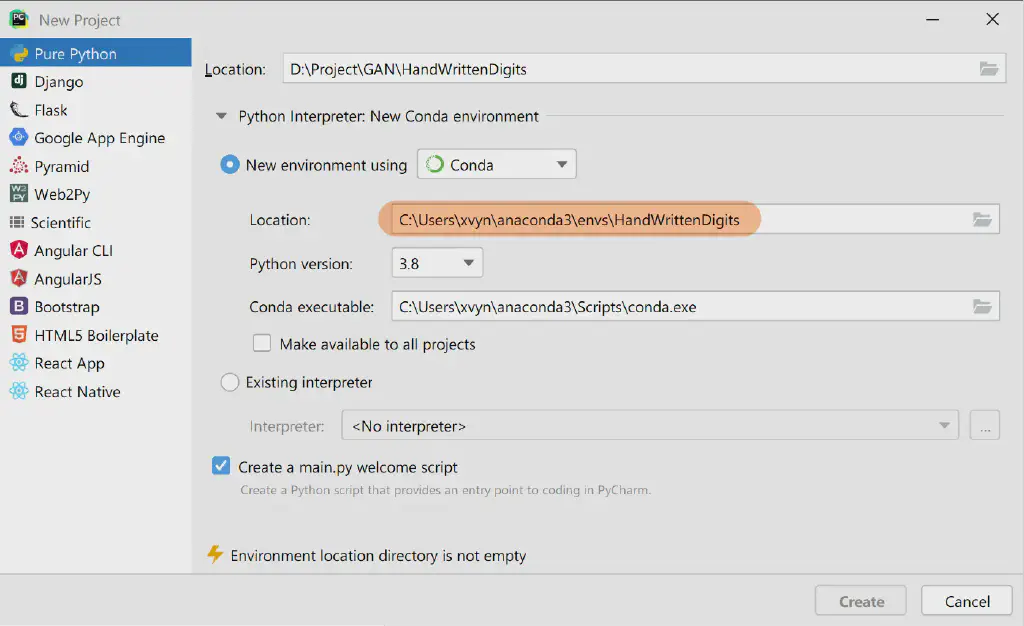 New Project
Pure Python
Django
Flask
Google App Engine
Pyramid
Web2Py
Scientific
Angular CLI
AngularJS
Bootstrap
HTML5 Boilerplate
React App
React Native
Location: D:\Project\GAN\HandWrittenDigits
Python Interpreter: New Conda environment
New environment using Conda
Location: C:\Users\xvyn\anaconda3\envs\HandWrittenDigits
Python version: 3.8
Conda executable: C:\Users\xvyn\anaconda3\Scripts\conda.exe
Make available to all projects
Existing interpreter
Interpreter: <No interpreter> ...
Create a main.py welcome script
Create a Python script that provides an entry point to coding in PyCharm.
Environment location directory is not empty
Create Cancel